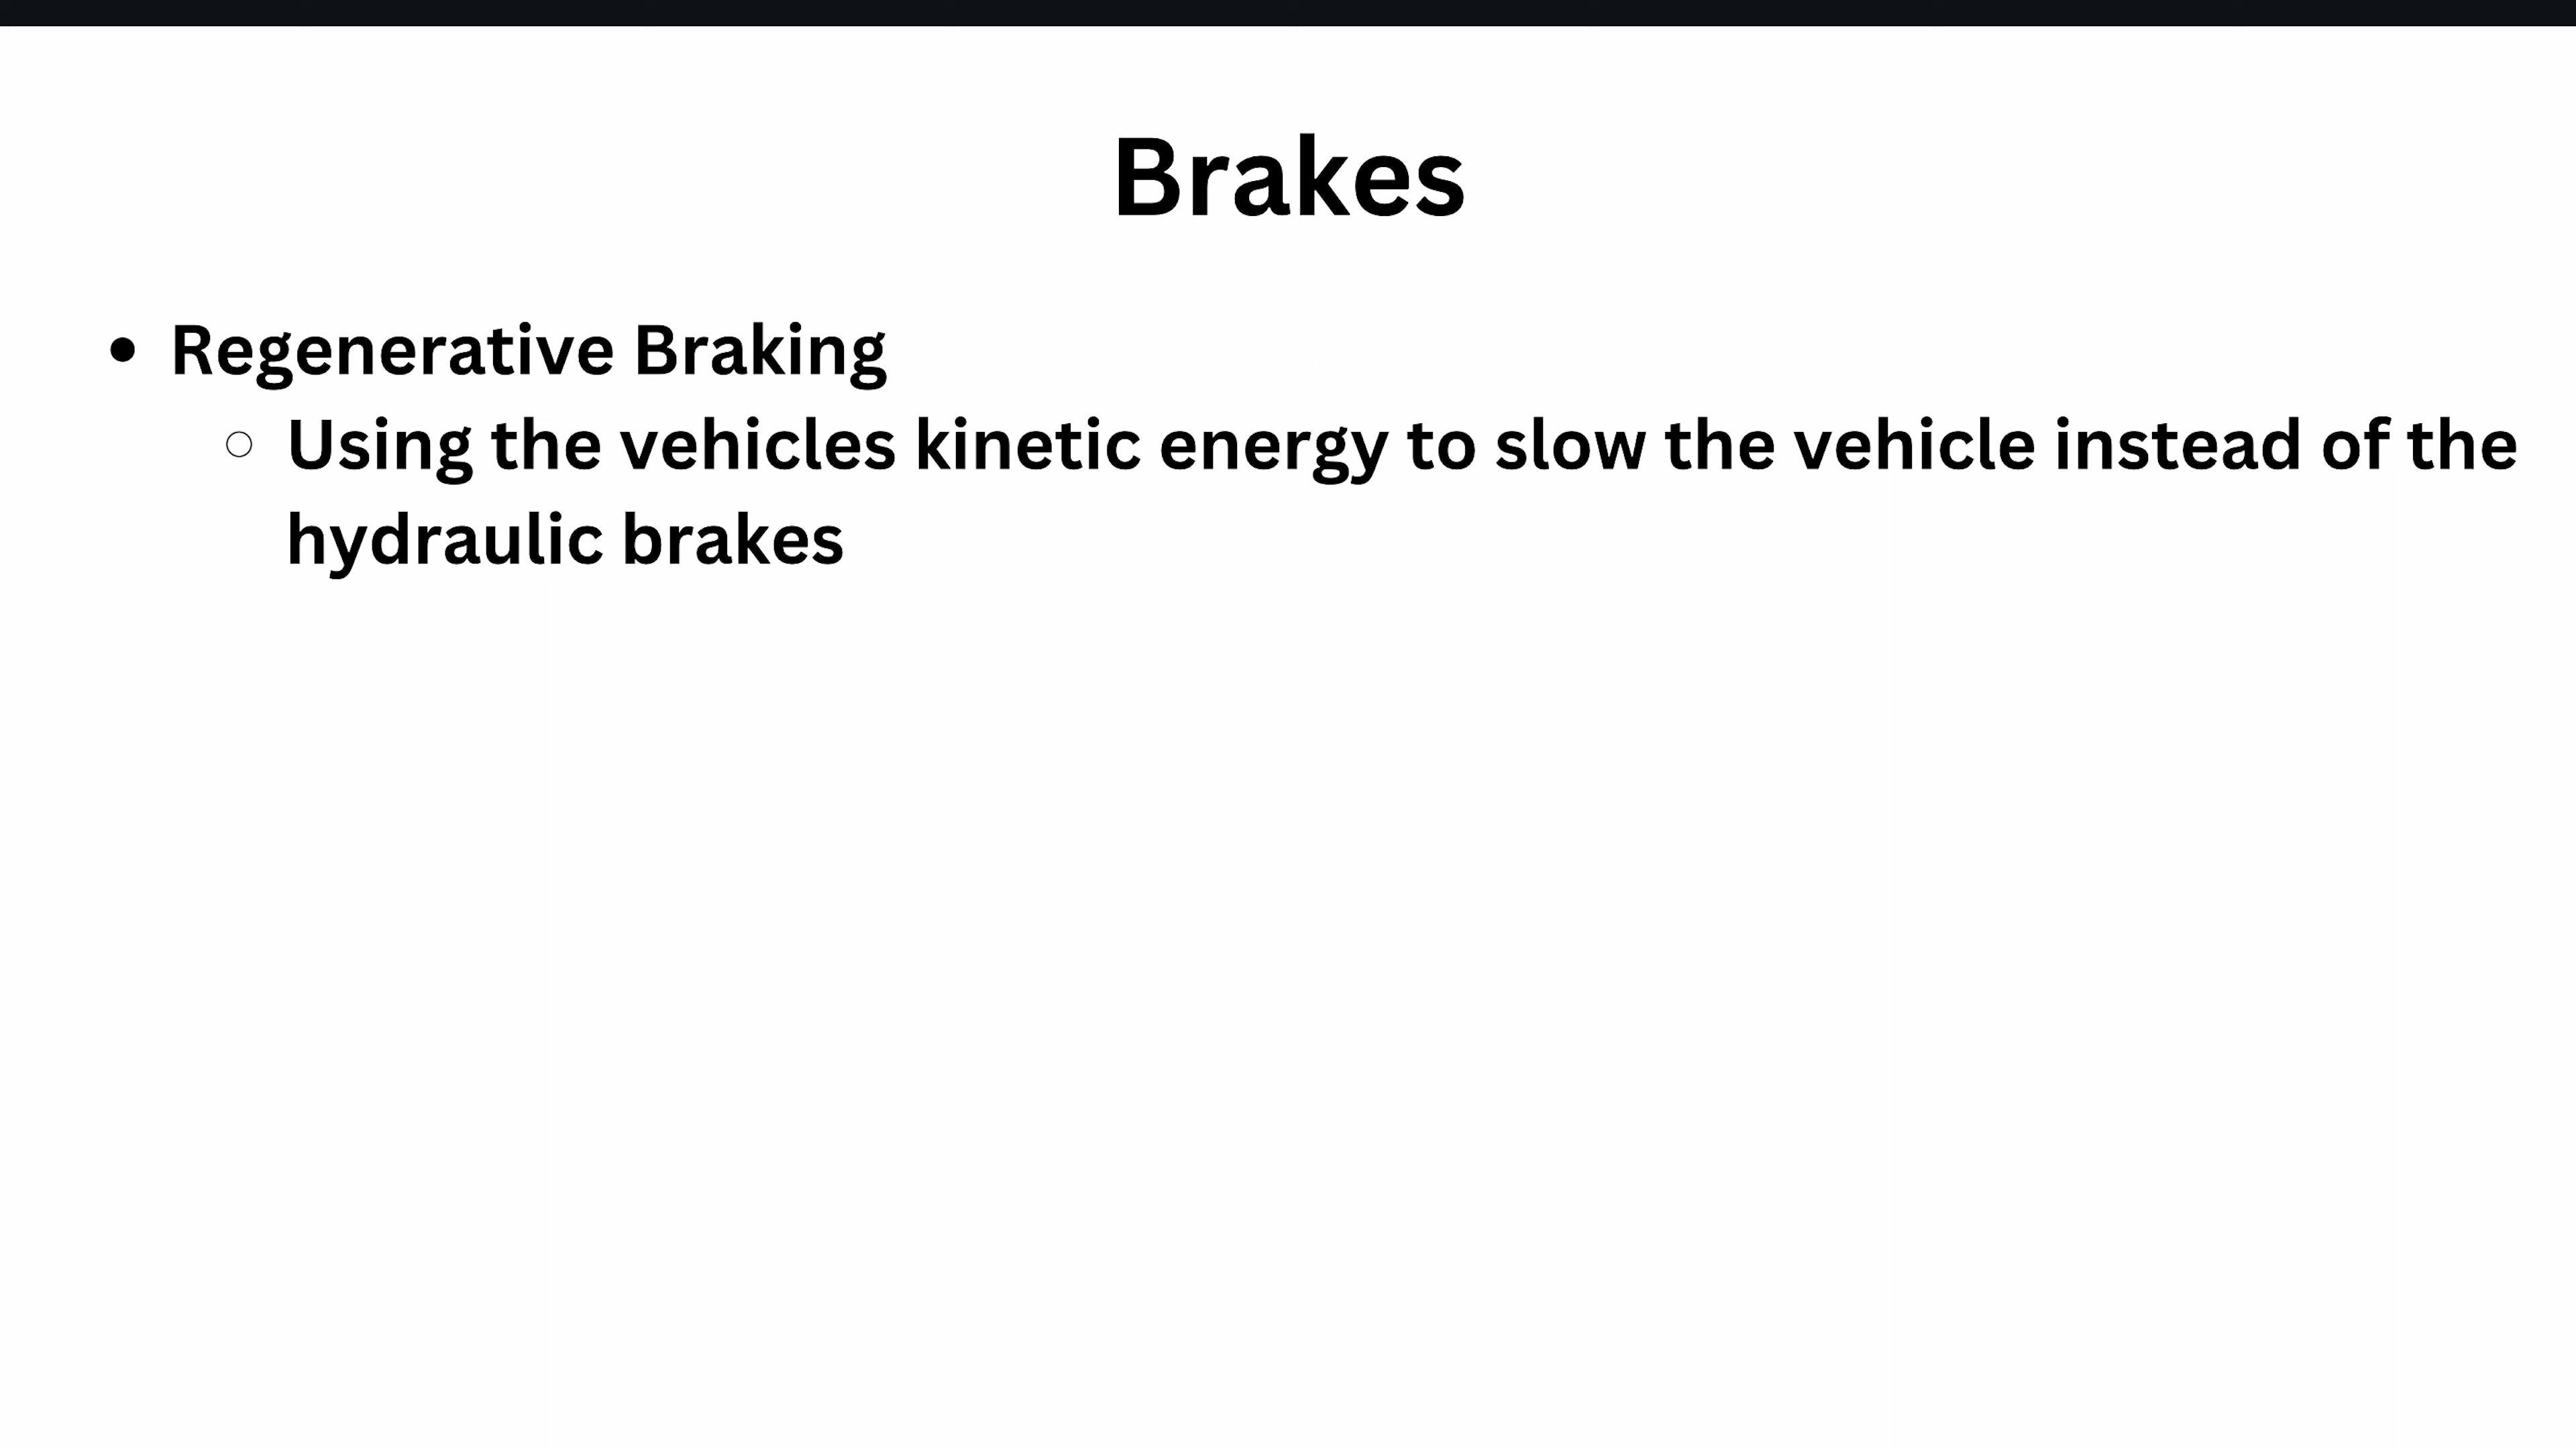 Brakes
• Regenerative Braking
○ Using the vehicles kinetic energy to slow the vehicle instead of the
hydraulic brakes